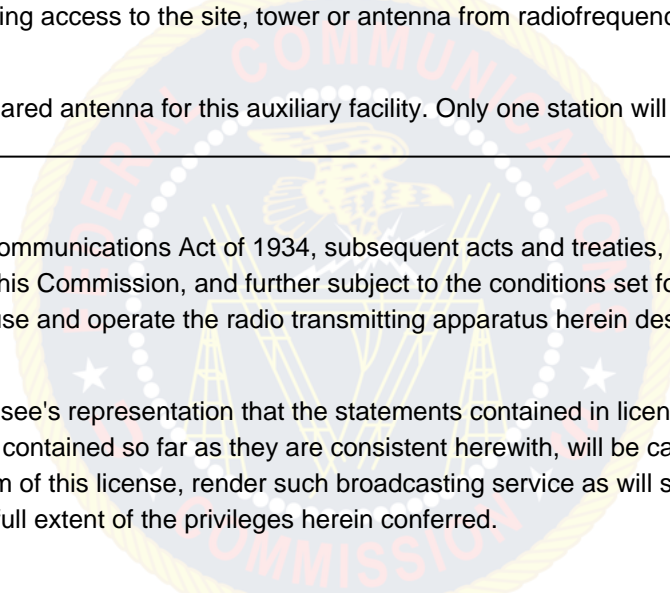 ing access to the site, tower or antenna from radiofrequenc
ared antenna for this auxiliary facility. Only one station will
ommunications Act of 1934, subsequent acts and treaties,
his Commission, and further subject to the conditions set fo
use and operate the radio transmitting apparatus herein des
see's representation that the statements contained in licen
contained so far as they are consistent herewith, will be ca
m of this license, render such broadcasting service as will s
full extent of the privileges herein conferred.
FEDERAL COMMUNICATIONS
COMMISSION